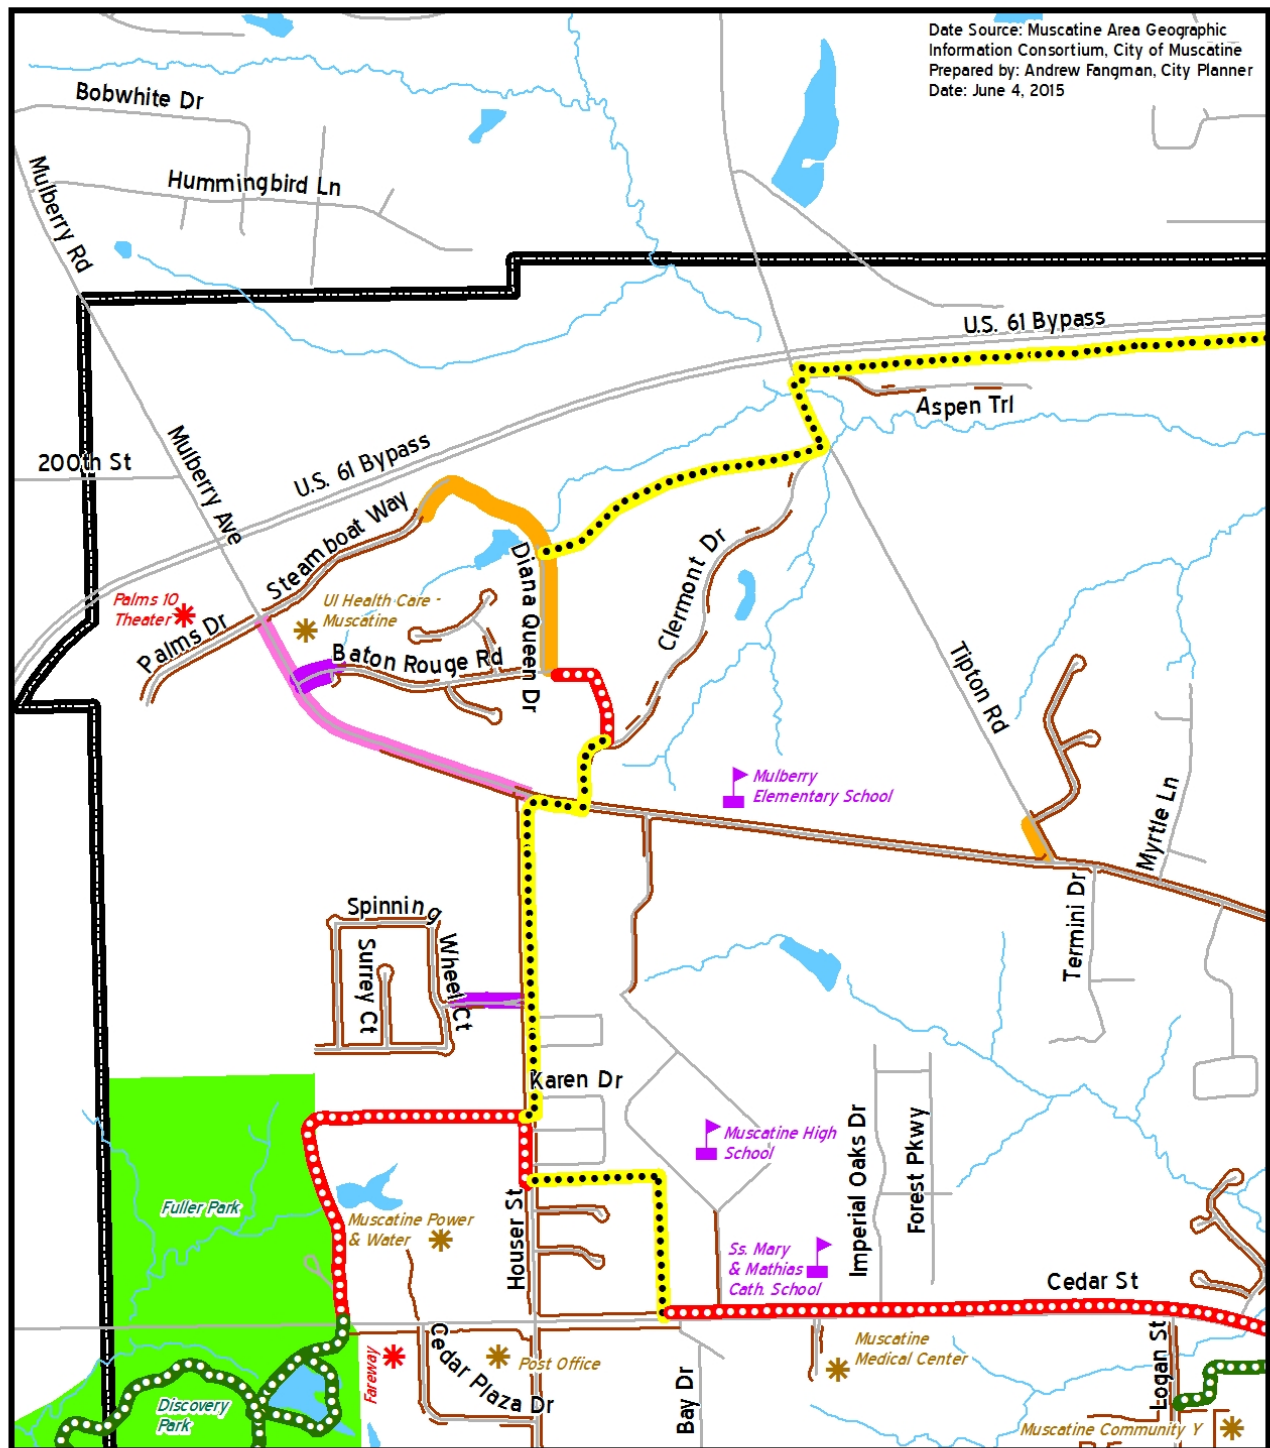 Date Source: Muscatine Area Geographic
Information Consortium, City of Muscatine
Prepared by: Andrew Fangman, City Planner
Date: June 4, 2015
Bobwhite Dr
Mulberry Rd
Hummingbird Ln
U.S. 61 Bypass
Aspen Trl
200th St
Mulberry Ave
U.S. 61 Bypass
Steamboat Way
Diana Queen Dr
Clermont Dr
Palms 10
Theater
Palms Dr
UI Health Care -
Muscatine
Baton Rouge Rd
Tipton Rd
Mulberry
Elementary School
Myrtle Ln
Termini Dr
Spinning
Wheel Ct
Surrey Ct
Karen Dr
Muscatine High
School
Imperial Oaks Dr
Forest Pkwy
Fuller Park
Muscatine Power
& Water
Houser St
Ss. Mary
& Mathias
Cath. School
Cedar St
Fareway
Cedar Plaza Dr
Post Office
Muscatine
Medical Center
Logan St
Bay Dr
Discovery
Park
Muscatine Community Y